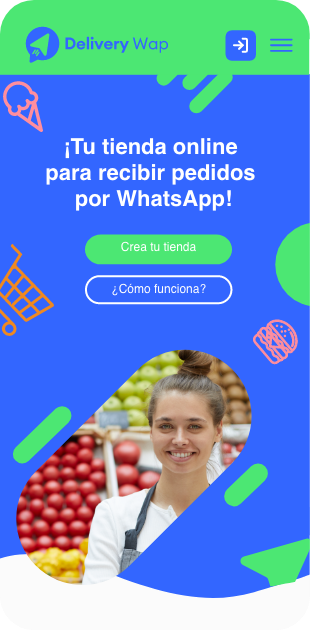 Delivery Wap
¡Tu tienda online
para recibir pedidos
por WhatsApp!
Crea tu tienda
¿Cómo funciona?